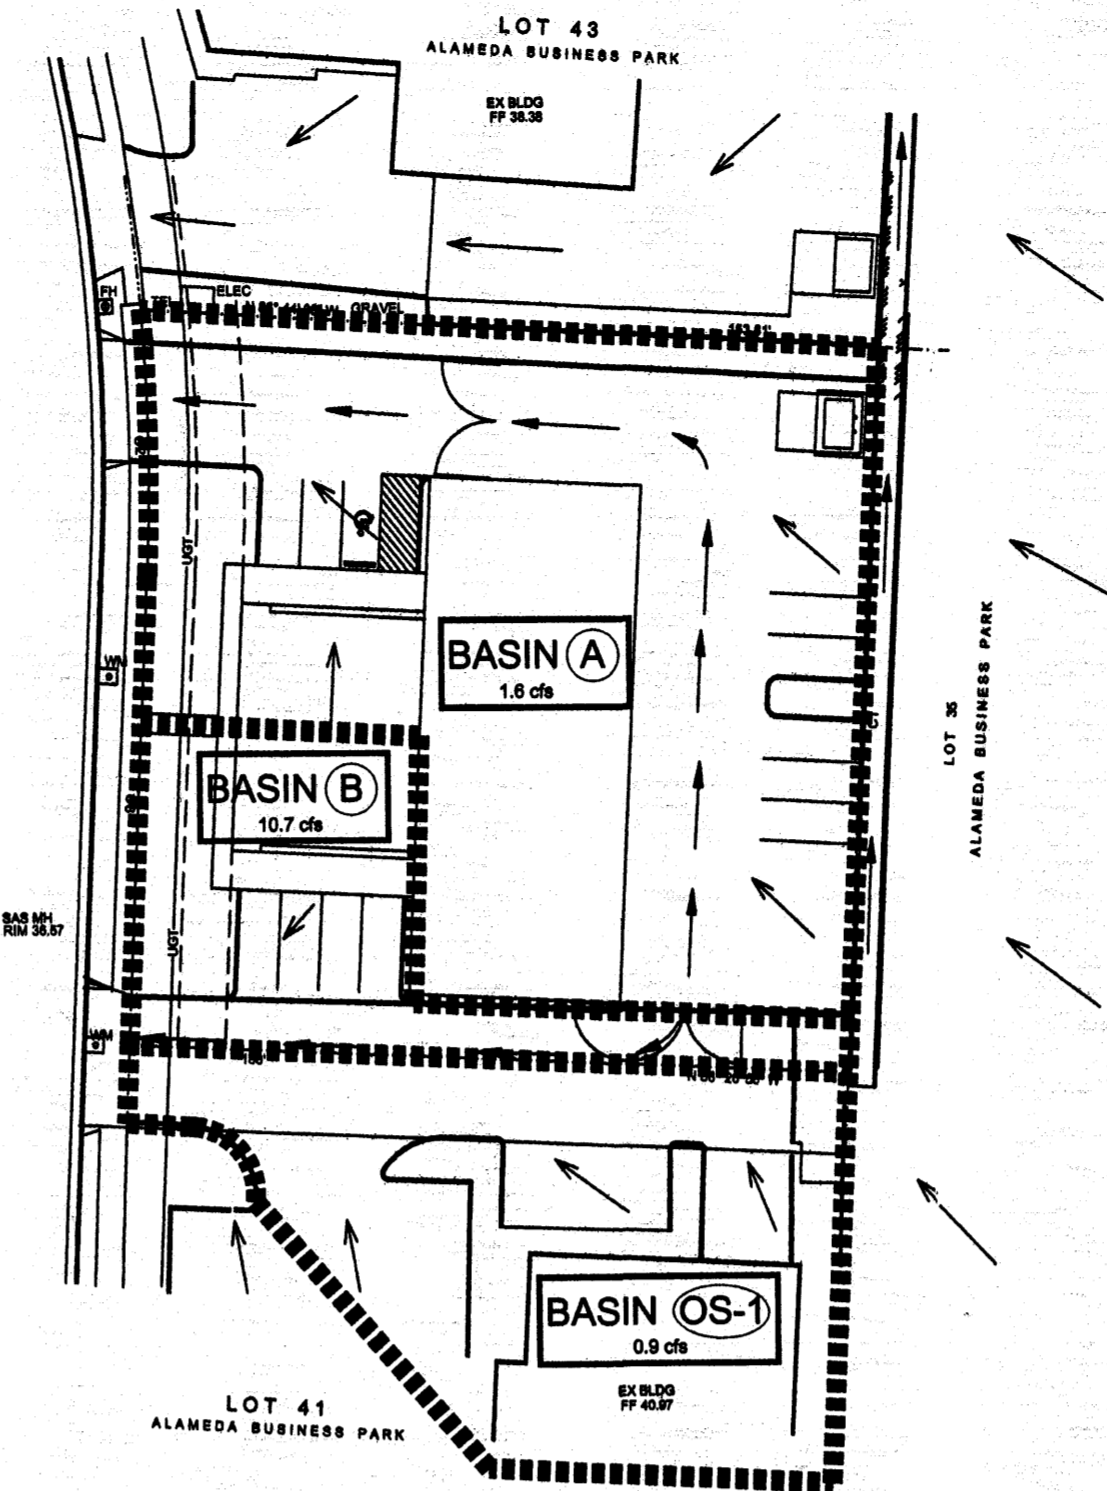 LOT 43
ALAMEDA BUSINESS PARK
EX BLDG
FF 38.38
FH
ELEC
GRAVEL
UGT
BASIN A
1.6 cfs
WM
BASIN B
10.7 cfs
LOT 35
ALAMEDA BUSINESS PARK
SAS MH
RIM 36.57
UGT
WM
BASIN OS-1
0.9 cfs
EX BLDG
FF 40.97
LOT 41
ALAMEDA BUSINESS PARK